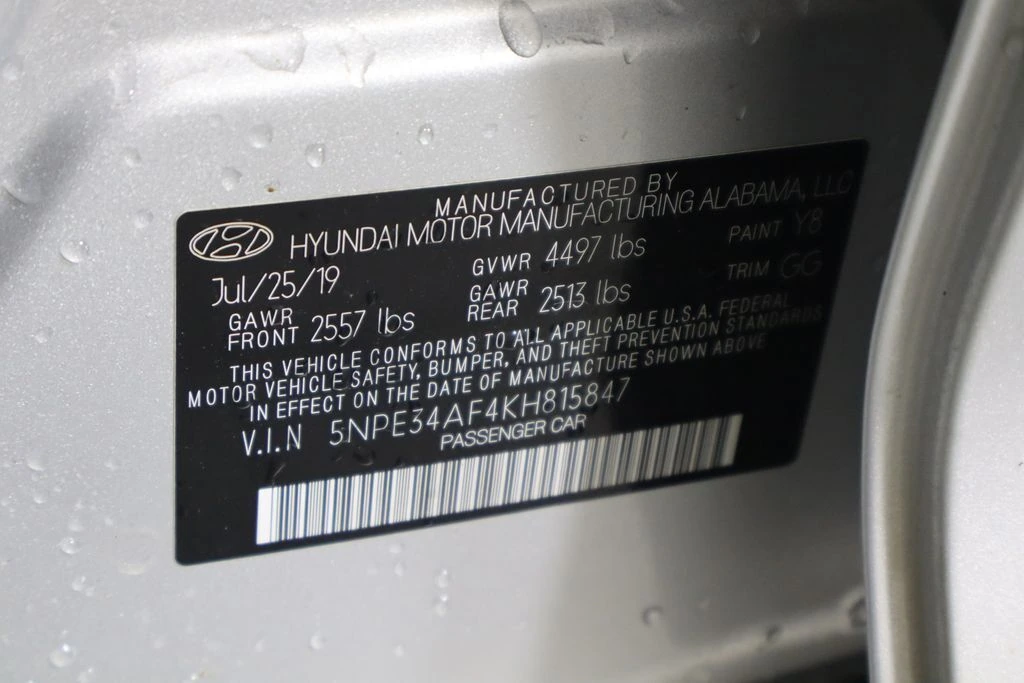 MANUFACTURED BY
HYUNDAI MOTOR MANUFACTURING ALABAMA, LLC
Jul/25/19 GVWR 4497 lbs PAINT Y8
GAWR FRONT 2557 lbs GAWR REAR 2513 lbs TRIM GG
THIS VEHICLE CONFORMS TO ALL APPLICABLE U.S.A. FEDERAL
MOTOR VEHICLE SAFETY, BUMPER, AND THEFT PREVENTION STANDARDS
IN EFFECT ON THE DATE OF MANUFACTURE SHOWN ABOVE
V.I.N 5NPE34AF4KH815847
PASSENGER CAR